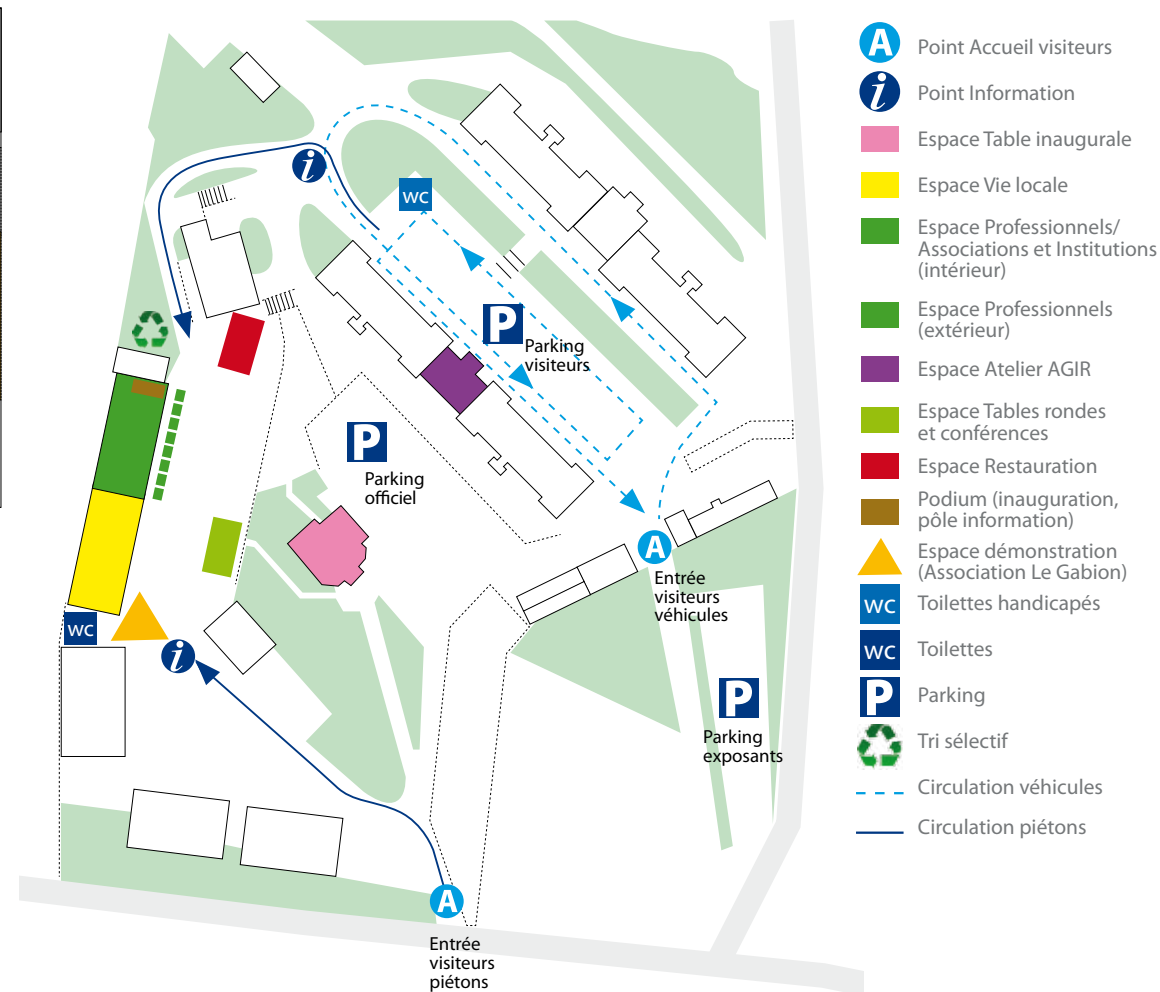 A Point Accueil visiteurs
i Point Information
Espace Table inaugurale
Espace Vie locale
Espace Professionnels/
Associations et Institutions
(intérieur)
Espace Professionnels
(extérieur)
Espace Atelier AGIR
Espace Tables rondes
et conférences
Espace Restauration
Podium (inauguration,
pôle information)
Espace démonstration
(Association Le Gabion)
WC Toilettes handicapés
WC Toilettes
P Parking
Tri sélectif
Circulation véhicules
Circulation piétons
i
WC
P
Parking
visiteurs
P
Parking
officiel
A
Entrée
visiteurs
véhicules
WC
i
P
Parking
exposants
A
Entrée
visiteurs
piétons